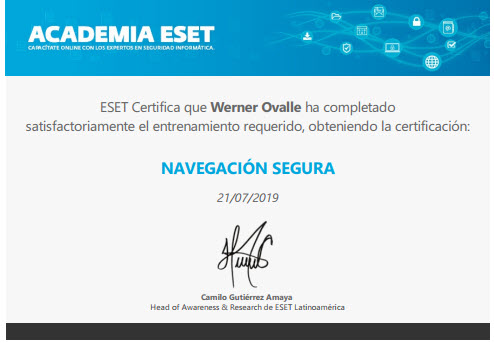 ACADEMIA ESET
CAPACÍTATE ONLINE CON LOS EXPERTOS EN SEGURIDAD INFORMÁTICA.
ESET Certifica que Werner Ovalle ha completado
satisfactoriamente el entrenamiento requerido, obteniendo la certificación:
NAVEGACIÓN SEGURA
21/07/2019
Camilo Gutiérrez Amaya
Head of Awareness & Research de ESET Latinoamérica